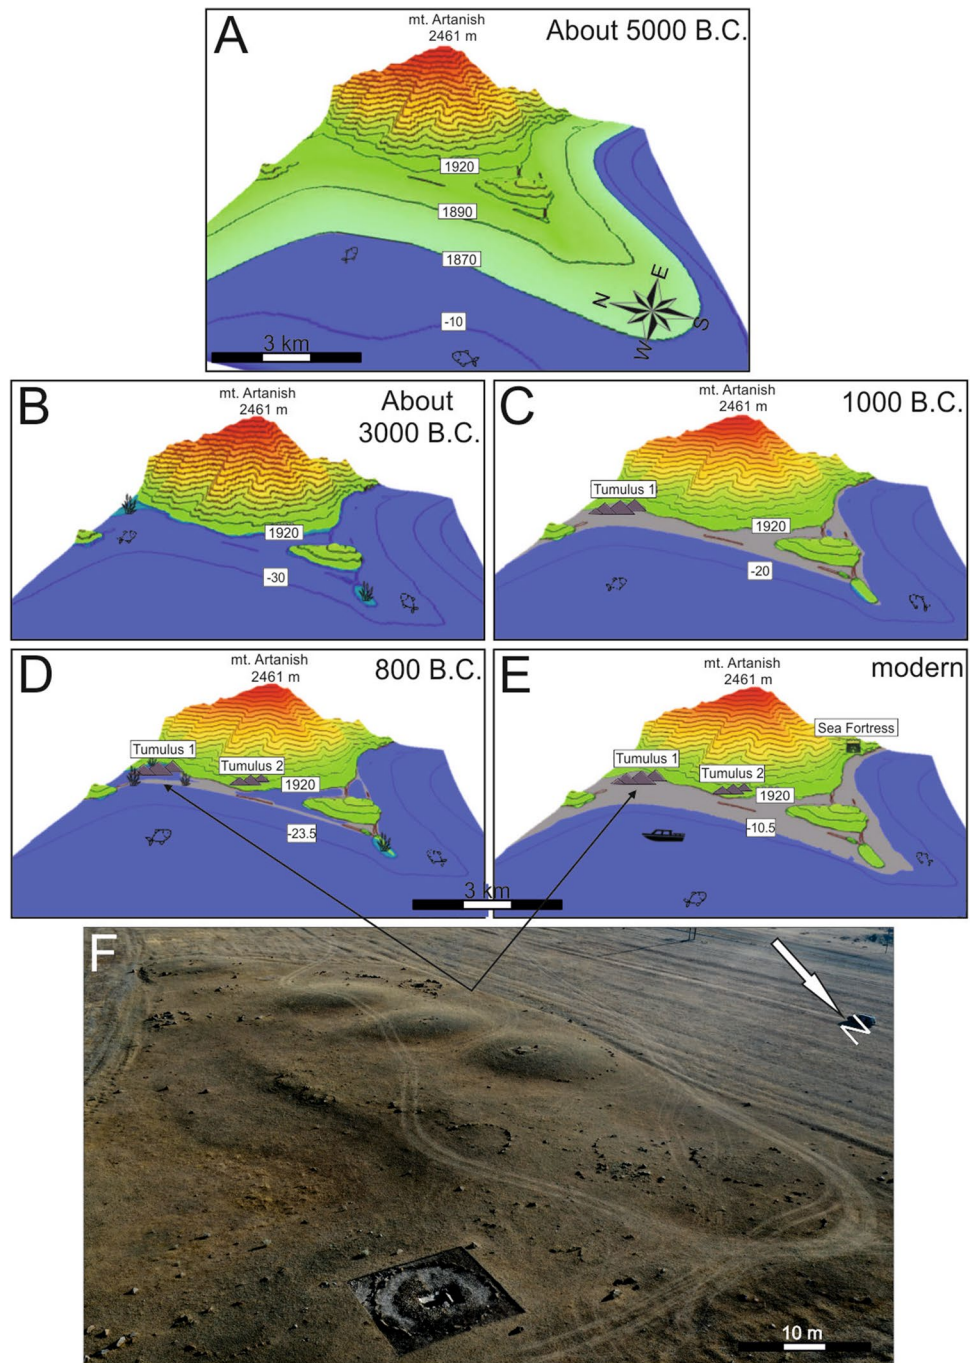 A
mt. Artanish
2461 m
About 5000 B.C.
1920
1890
1870
-10
N
E
S
W
3 km
B
mt. Artanish
2461 m
About
3000 B.C.
1920
-30
C
mt. Artanish
2461 m
1000 B.C.
Tumulus 1
1920
-20
D
mt. Artanish
2461 m
800 B.C.
Tumulus 1
Tumulus 2
1920
-23.5
E
mt. Artanish
2461 m
modern
Sea Fortress
Tumulus 1
Tumulus 2
1920
-10.5
3 km
F
N
10 m